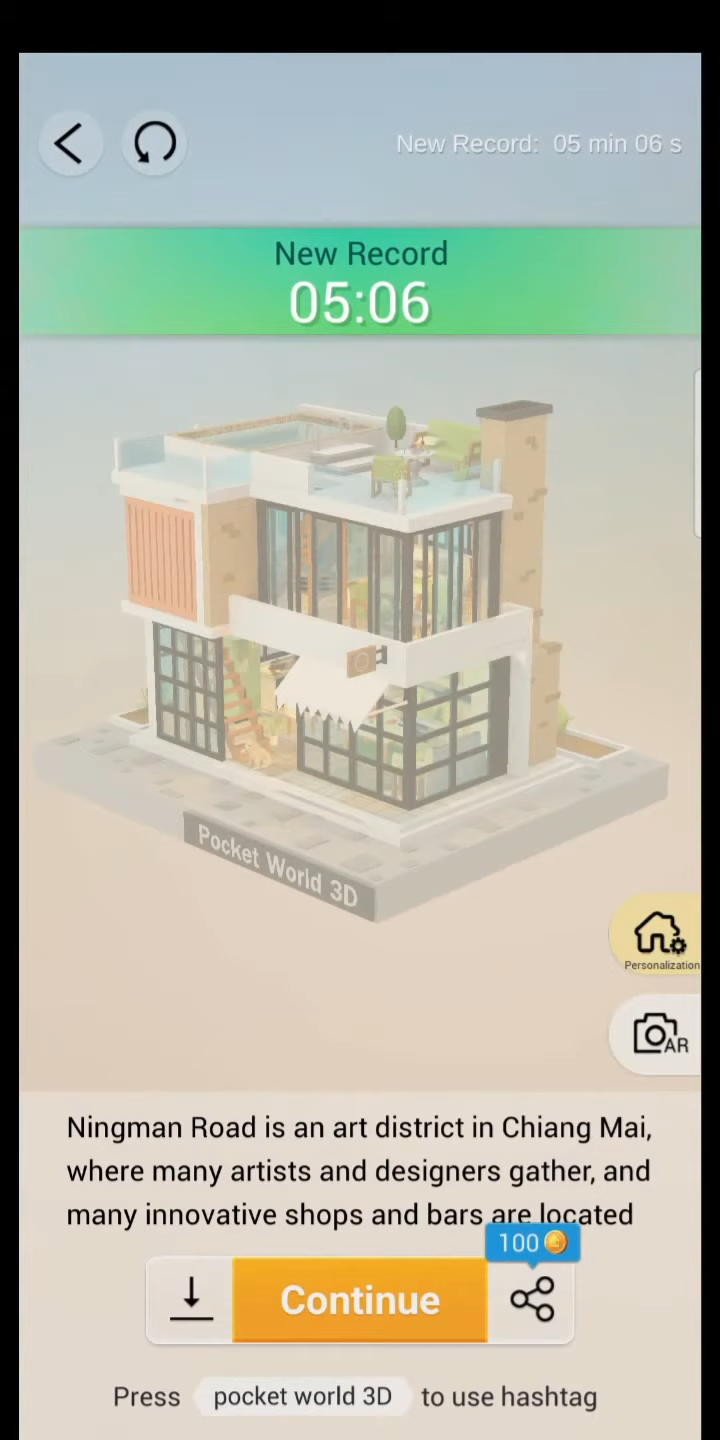 New Record: 05 min 06 s
New Record
05:06
Pocket World 3D
Personalization
AR
Ningman Road is an art district in Chiang Mai,
where many artists and designers gather, and
many innovative shops and bars are located
100
Continue
Press pocket world 3D to use hashtag